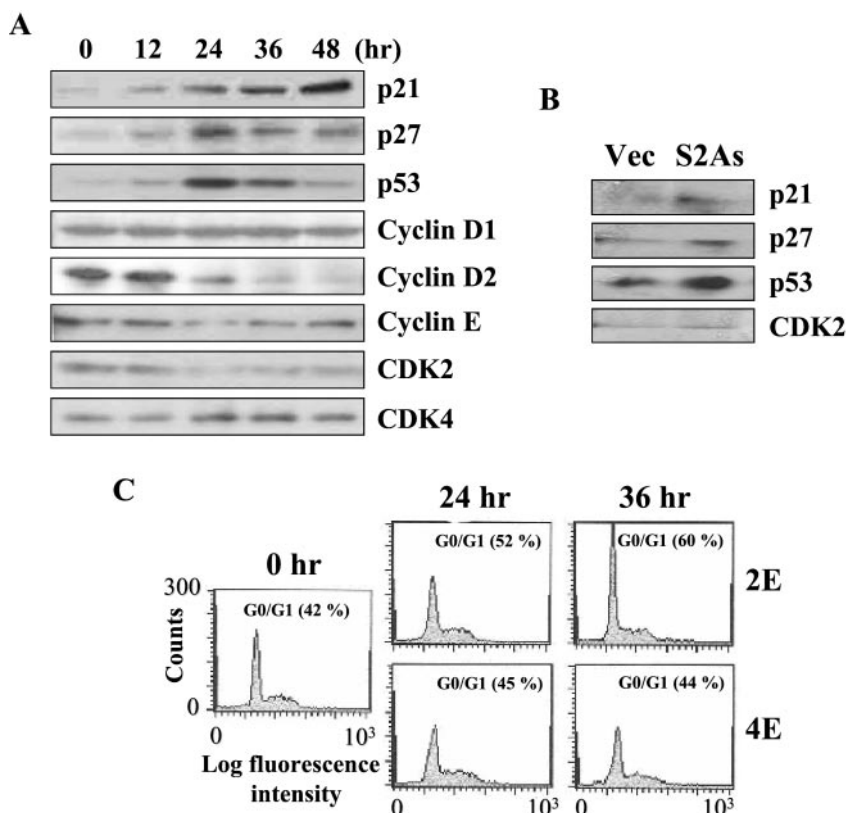 A
0 12 24 36 48 (hr)
p21
p27
p53
Cyclin D1
Cyclin D2
Cyclin E
CDK2
CDK4
B
Vec S2As
p21
p27
p53
CDK2
C
24 hr 36 hr
0 hr
G0/G1 (52 %) G0/G1 (60 %) 2E
300
G0/G1 (42 %)
Counts
G0/G1 (45 %) G0/G1 (44 %) 4E
0
0 10³
Log fluorescence
intensity
0 10³ 0 10³